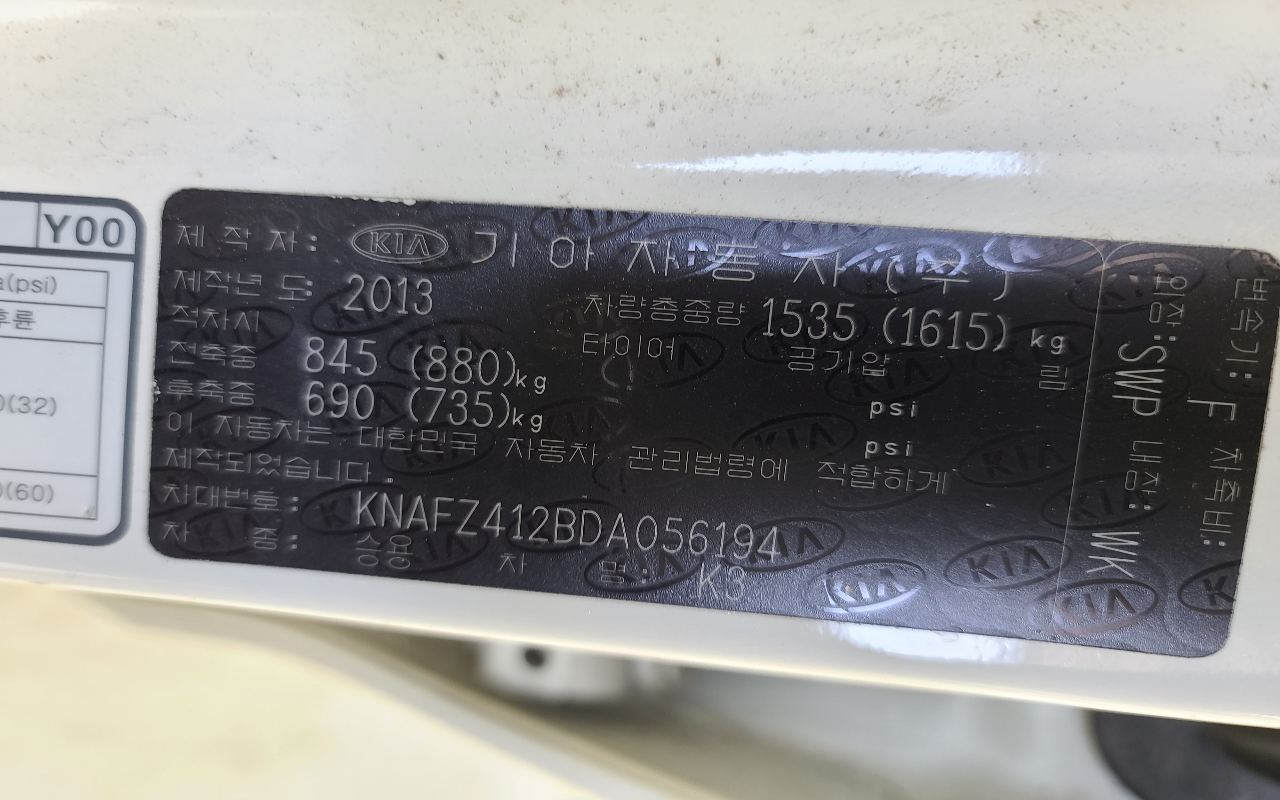 Y00
a(psi)
후륜
0(32)
0(60)
제 작 자: KIA 기 아 자 동 차 (주)
제작년 도: 2013
적차시 차량총중량 1535 (1615) kg
전축중 845 (880)kg 타이어 공기압 림
후축중 690 (735)kg psi
psi
이 자동차는 대한민국 자동차 관리법령에 적합하게
제작되었습니다.
차대번호: KNAFZ412BDA056194
차 종: 승용 차 명: K3
외장:SWP 내장: WK
변속기: F 차축비: